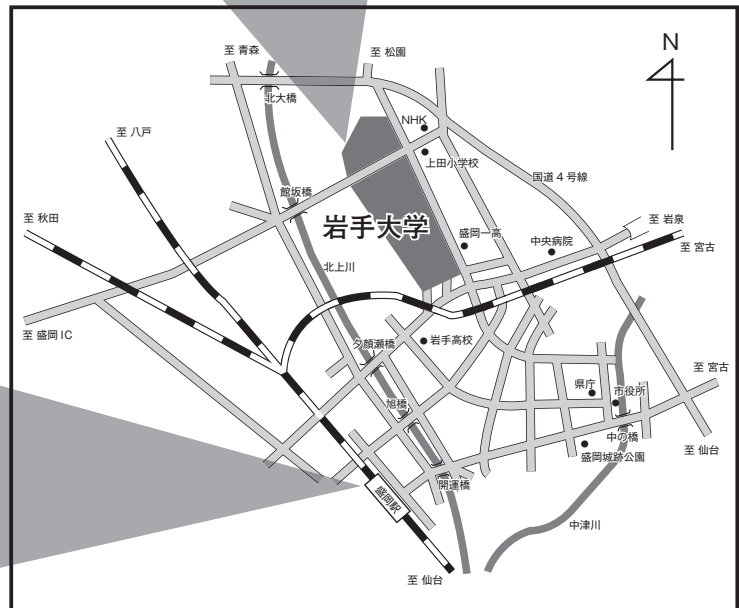 至 青森
至 松園
N
北大橋
NHK
至 八戸
上田小学校
国道4号線
館坂橋
至 秋田
岩手大学
至 岩泉
盛岡一高
中央病院
至 宮古
北上川
至 盛岡IC
夕顔瀬橋
岩手高校
至 宮古
県庁
市役所
旭橋
中の橋
至 仙台
盛岡城跡公園
開運橋
盛岡駅
中津川
至 仙台